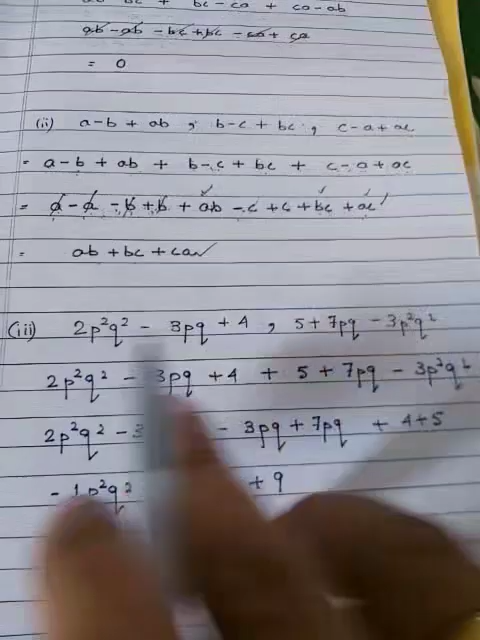 bc - ca + ca - ab
ab - ab - bc + bc - ca + ca
= 0
(ii) a - b + ab , b - c + bc , c - a + ac
= a - b + ab + b - c + bc + c - a + ac
= a - a - b + b + ab - c + c + bc + ac
= ab + bc + ca
(iii) 2p²q² - 3pq + 4 , 5 + 7pq - 3p²q²
2p²q² - 3pq + 4 + 5 + 7pq - 3p²q²
2p²q² - 3 - 3pq + 7pq + 4 + 5
- 1p²q² + 9